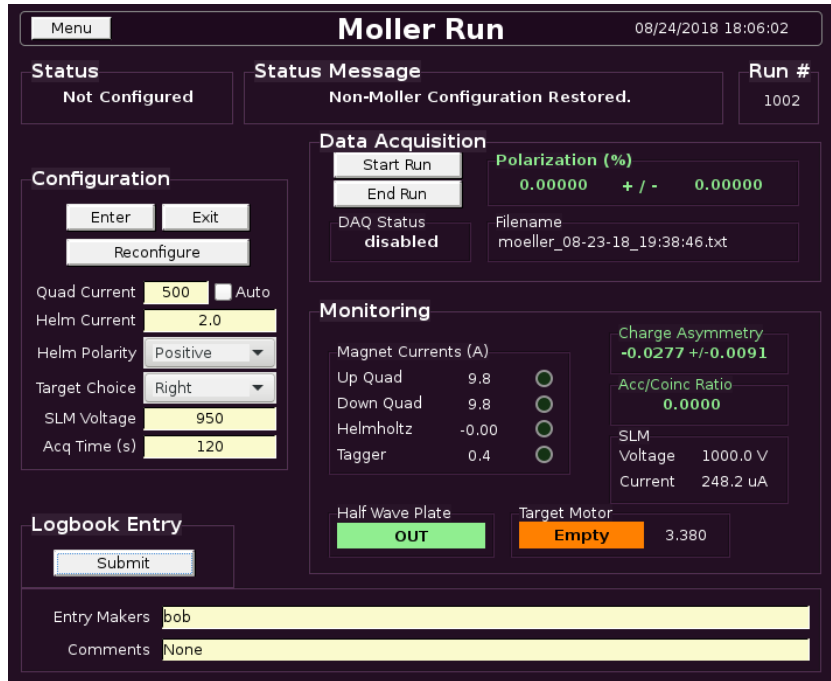 Menu
Moller Run
08/24/2018 18:06:02
Status
Not Configured
Status Message
Non-Moller Configuration Restored.
Run #
1002
Configuration
Enter
Exit
Reconfigure
Quad Current 500 Auto
Helm Current 2.0
Helm Polarity Positive
Target Choice Right
SLM Voltage 950
Acq Time (s) 120
Data Acquisition
Start Run
End Run
Polarization (%)
0.00000 + / - 0.00000
DAQ Status
disabled
Filename
moeller_08-23-18_19:38:46.txt
Monitoring
Magnet Currents (A)
Up Quad 9.8
Down Quad 9.8
Helmholtz -0.00
Tagger 0.4
Charge Asymmetry
-0.0277 +/-0.0091
Acc/Coinc Ratio
0.0000
SLM
Voltage 1000.0 V
Current 248.2 uA
Half Wave Plate
OUT
Target Motor
Empty 3.380
Logbook Entry
Submit
Entry Makers bob
Comments None